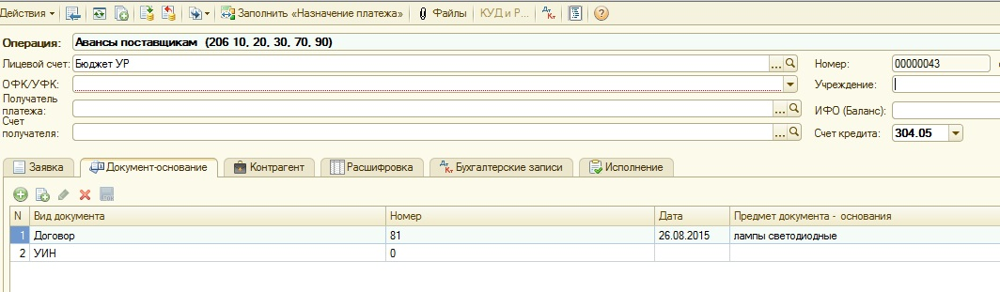 Действия Заполнить «Назначение платежа» Файлы КУД и Р...
Операция: Авансы поставщикам (206 10, 20, 30, 70, 90)
Лицевой счет: Бюджет УР ... Номер: 00000043
ОФК/УФК: Учреждение:
Получатель платежа: ... ИФО (Баланс):
Счет получателя: ... Счет кредита: 304.05
Заявка Документ-основание Контрагент Расшифровка Бухгалтерские записи Исполнение
N Вид документа Номер Дата Предмет документа - основания
1 Договор 81 26.08.2015 лампы светодиодные
2 УИН 0